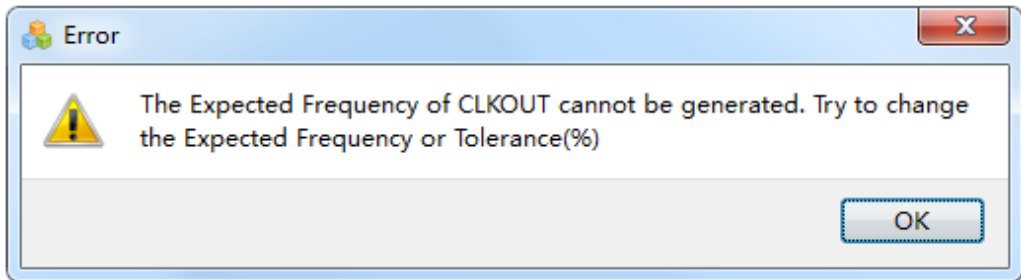 Error
The Expected Frequency of CLKOUT cannot be generated. Try to change
the Expected Frequency or Tolerance(%)
OK